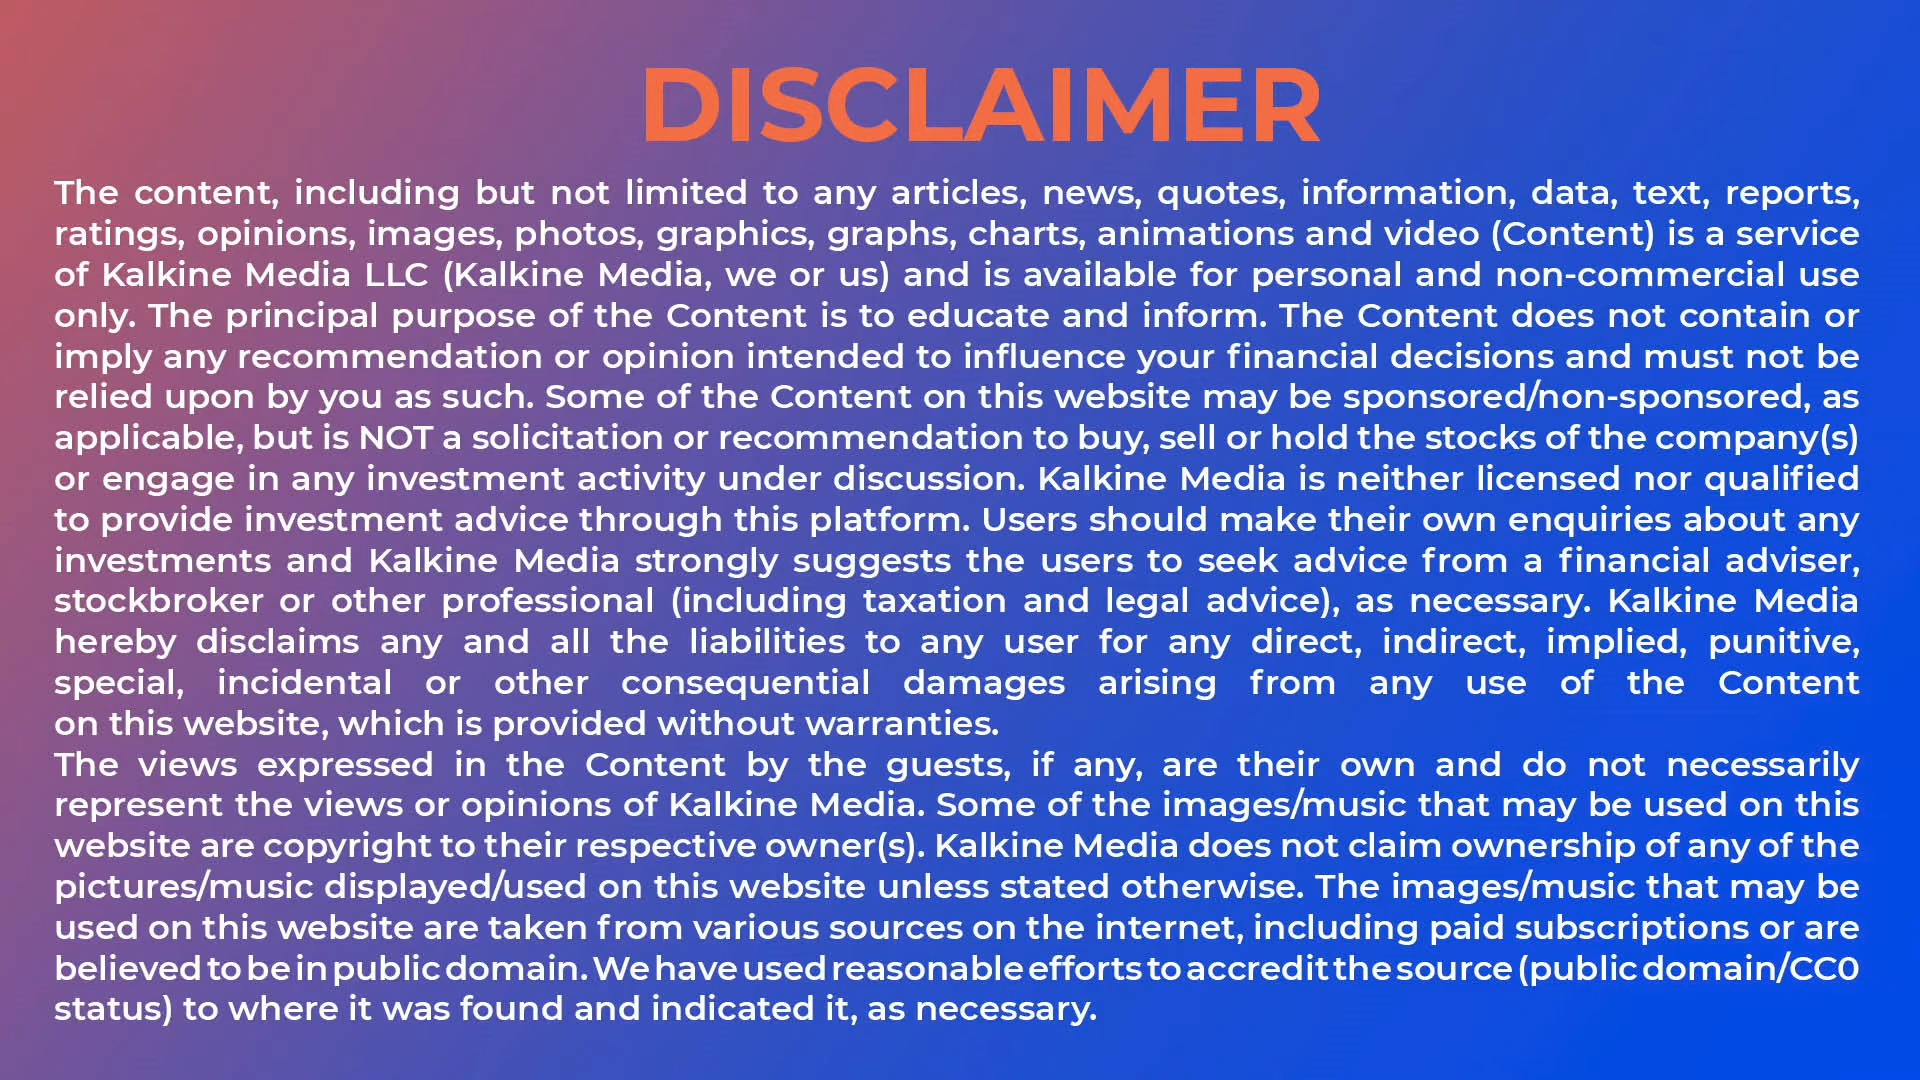 DISCLAIMER
The content, including but not limited to any articles, news, quotes, information, data, text, reports,
ratings, opinions, images, photos, graphics, graphs, charts, animations and video (Content) is a service
of Kalkine Media LLC (Kalkine Media, we or us) and is available for personal and non-commercial use
only. The principal purpose of the Content is to educate and inform. The Content does not contain or
imply any recommendation or opinion intended to influence your financial decisions and must not be
relied upon by you as such. Some of the Content on this website may be sponsored/non-sponsored, as
applicable, but is NOT a solicitation or recommendation to buy, sell or hold the stocks of the company(s)
or engage in any investment activity under discussion. Kalkine Media is neither licensed nor qualified
to provide investment advice through this platform. Users should make their own enquiries about any
investments and Kalkine Media strongly suggests the users to seek advice from a financial adviser,
stockbroker or other professional (including taxation and legal advice), as necessary. Kalkine Media
hereby disclaims any and all the liabilities to any user for any direct, indirect, implied, punitive,
special, incidental or other consequential damages arising from any use of the Content
on this website, which is provided without warranties.
The views expressed in the Content by the guests, if any, are their own and do not necessarily
represent the views or opinions of Kalkine Media. Some of the images/music that may be used on this
website are copyright to their respective owner(s). Kalkine Media does not claim ownership of any of the
pictures/music displayed/used on this website unless stated otherwise. The images/music that may be
used on this website are taken from various sources on the internet, including paid subscriptions or are
believed to be in public domain. We have used reasonable efforts to accredit the source (public domain/CC0
status) to where it was found and indicated it, as necessary.